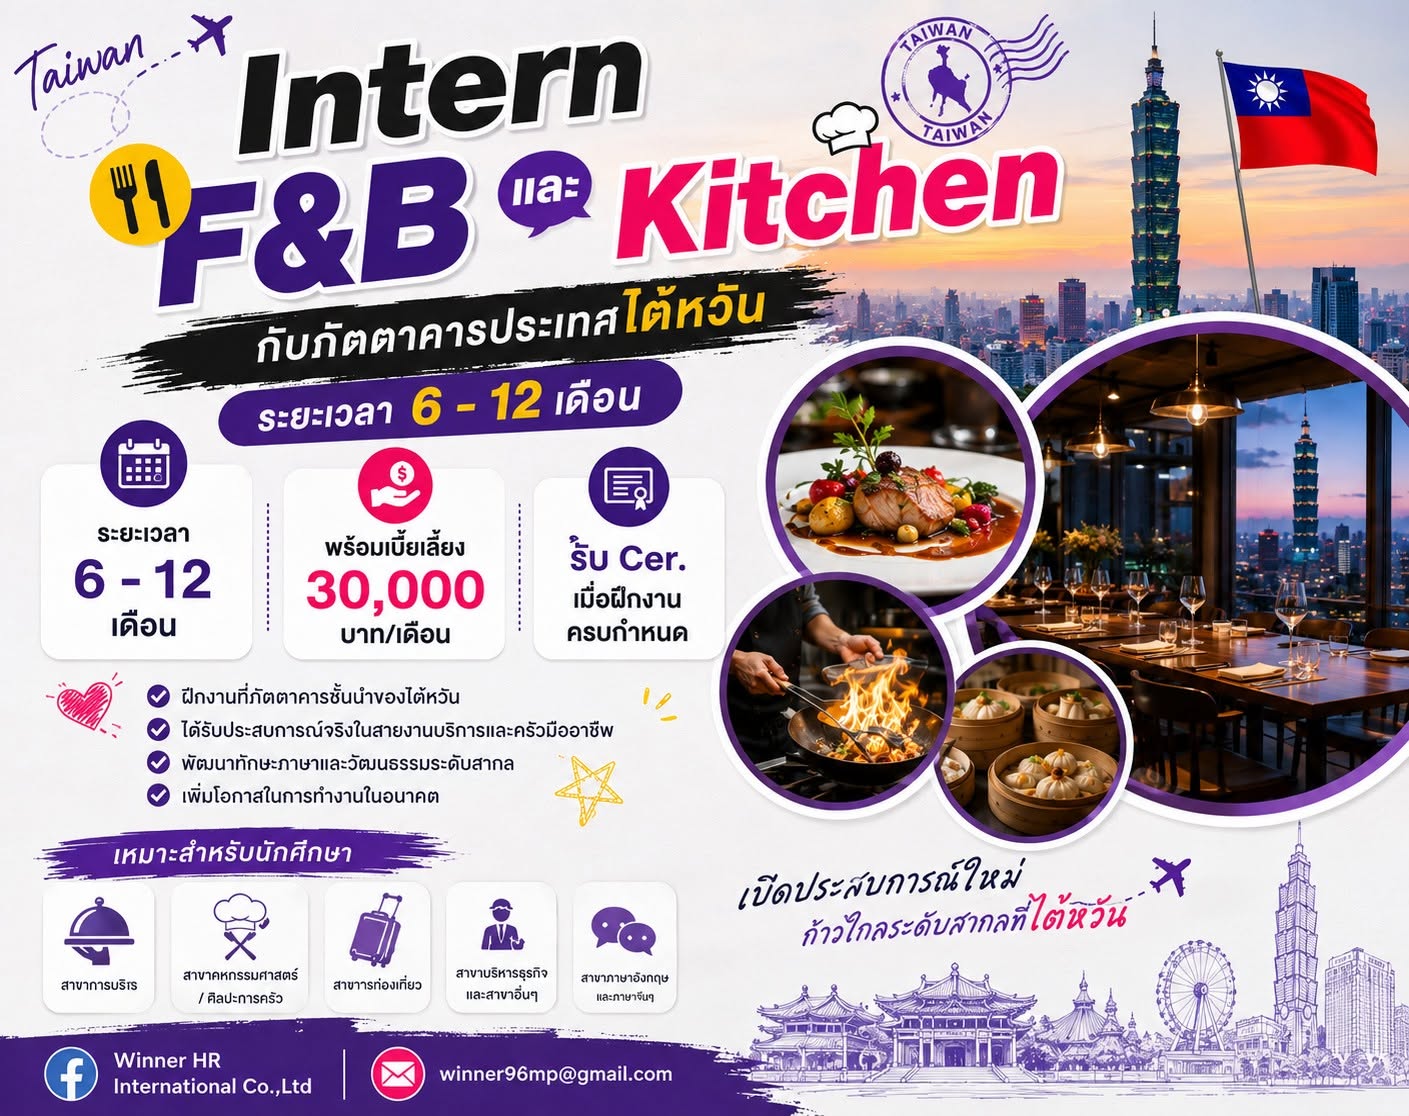 Taiwan
TAIWAN
TAIWAN
Intern
F&B และ Kitchen
กับภัตตาคารประเทศไต้หวัน
ระยะเวลา 6 - 12 เดือน
ระยะเวลา
6 - 12
เดือน
พร้อมเบี้ยเลี้ยง
30,000
บาท/เดือน
รับ Cer.
เมื่อฝึกงาน
ครบกำหนด
ฝึกงานที่ภัตตาคารชั้นนำของไต้หวัน
ได้รับประสบการณ์จริงในสายงานบริการและครัวมืออาชีพ
พัฒนาทักษะภาษาและวัฒนธรรมระดับสากล
เพิ่มโอกาสในการทำงานในอนาคต
เหมาะสำหรับนักศึกษา
สาขาการบริการ
สาขาคหกรรมศาสตร์
/ ศิลปะการครัว
สาขาการท่องเที่ยว
สาขาบริหารธุรกิจ
และสาขาอื่นๆ
สาขาภาษาอังกฤษ
และภาษาจีนๆ
เปิดประสบการณ์ใหม่
ก้าวไกลระดับสากลที่ไต้หวัน
Winner HR
International Co.,Ltd
winner96mp@gmail.com